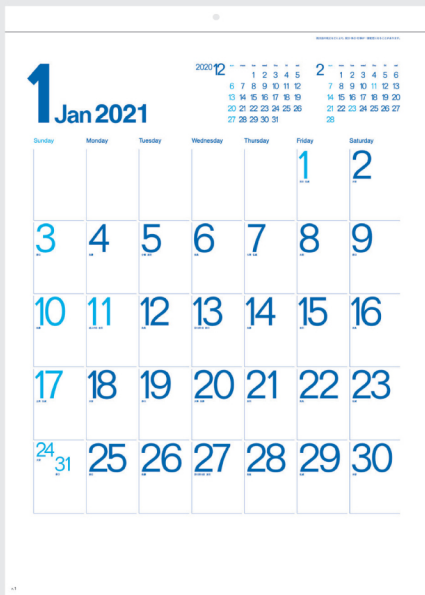 2020 12
1 2 3 4 5
6 7 8 9 10 11 12
13 14 15 16 17 18 19
20 21 22 23 24 25 26
27 28 29 30 31
2
1 2 3 4 5 6
7 8 9 10 11 12 13
14 15 16 17 18 19 20
21 22 23 24 25 26 27
28
1 Jan 2021
Sunday Monday Tuesday Wednesday Thursday Friday Saturday
1 2
3 4 5 6 7 8 9
10 11 12 13 14 15 16
17 18 19 20 21 22 23
24 31 25 26 27 28 29 30